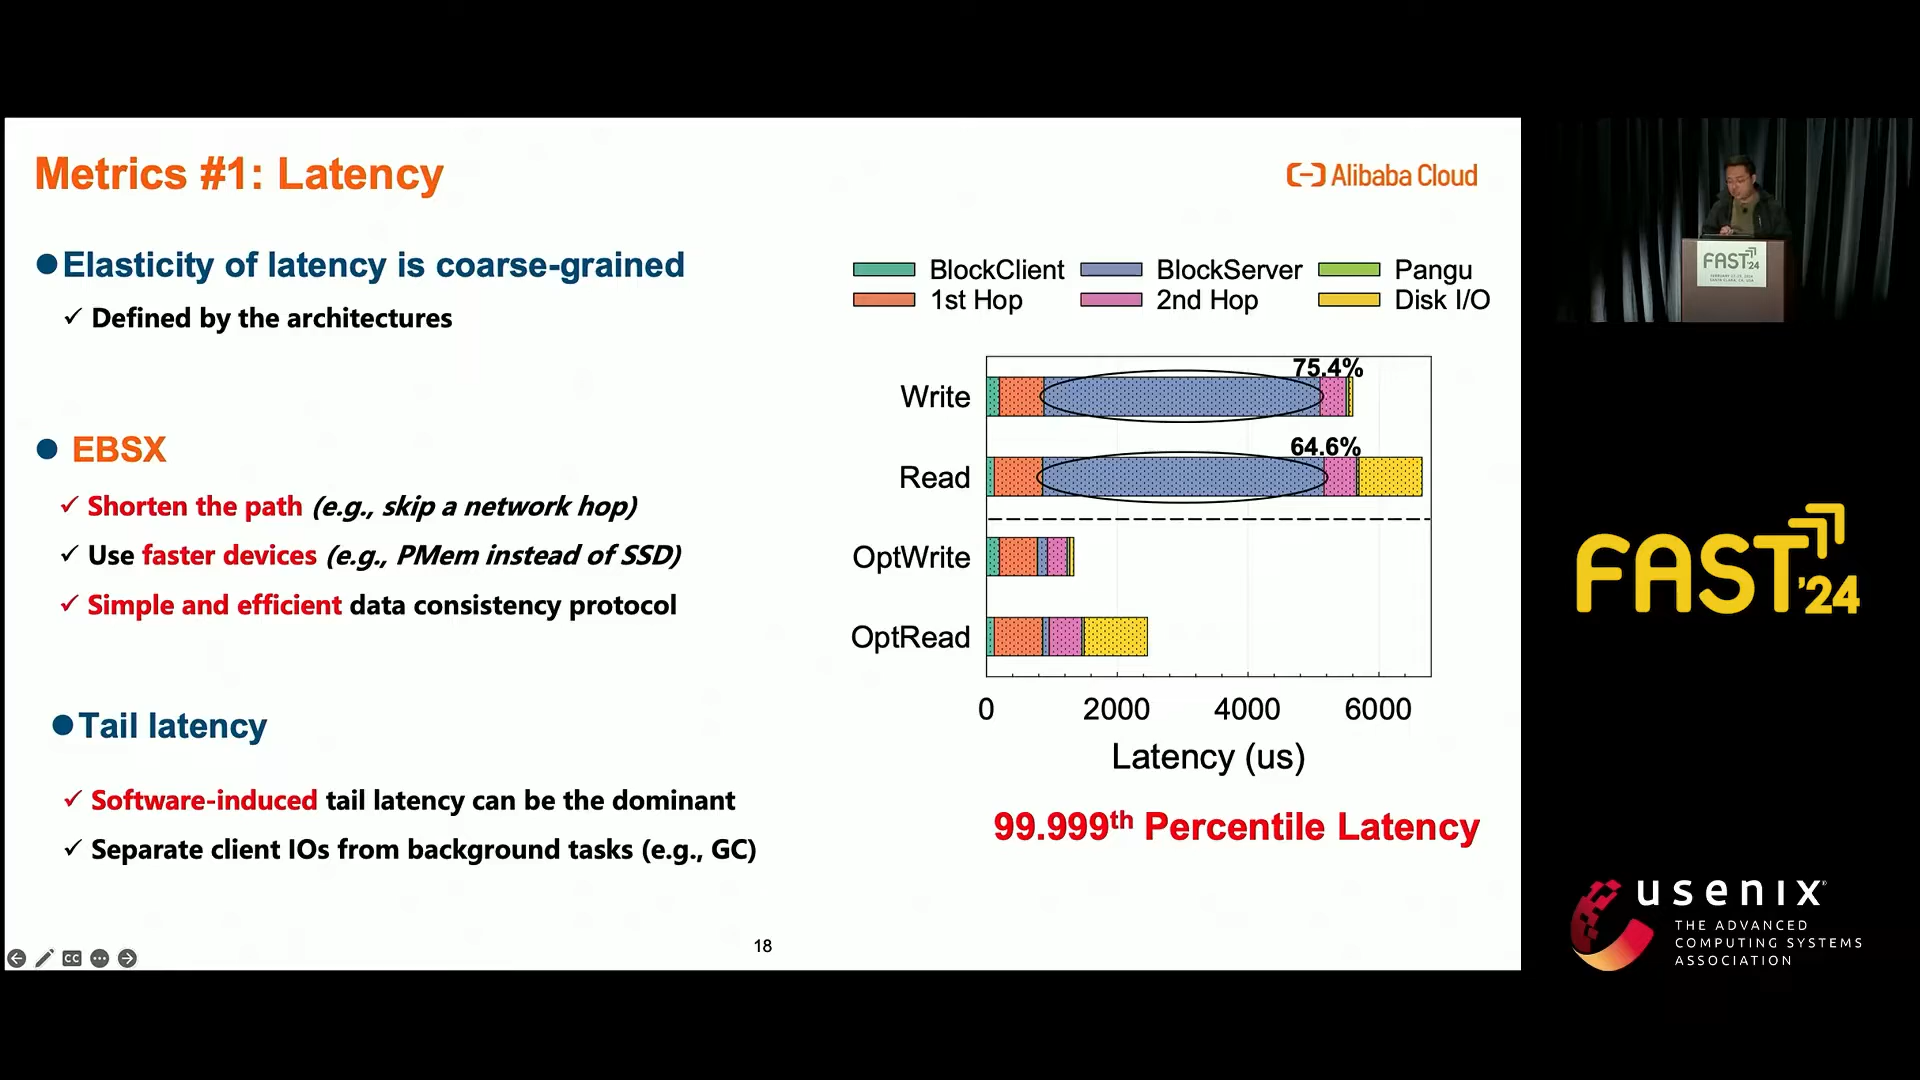 Metrics #1: Latency
Alibaba Cloud
Elasticity of latency is coarse-grained
✓ Defined by the architectures
EBSX
✓ Shorten the path (e.g., skip a network hop)
✓ Use faster devices (e.g., PMem instead of SSD)
✓ Simple and efficient data consistency protocol
Tail latency
✓ Software-induced tail latency can be the dominant
✓ Separate client IOs from background tasks (e.g., GC)
BlockClient BlockServer Pangu
1st Hop 2nd Hop Disk I/O
75.4%
Write
64.6%
Read
OptWrite
OptRead
0 2000 4000 6000
Latency (us)
99.999th Percentile Latency
18
CC
FAST '24
FAST '24
usenix
THE ADVANCED
COMPUTING SYSTEMS
ASSOCIATION